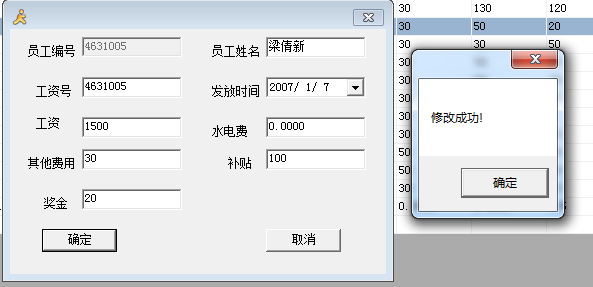 员工编号 4631005 员工姓名 梁倩新
工资号 4631005 发放时间 2007/ 1/ 7
工资 1500 水电费 0.0000
其他费用 30 补贴 100
奖金 20
确定 取消
30 130 120
30 50 20
30 30 50
修改成功!
确定